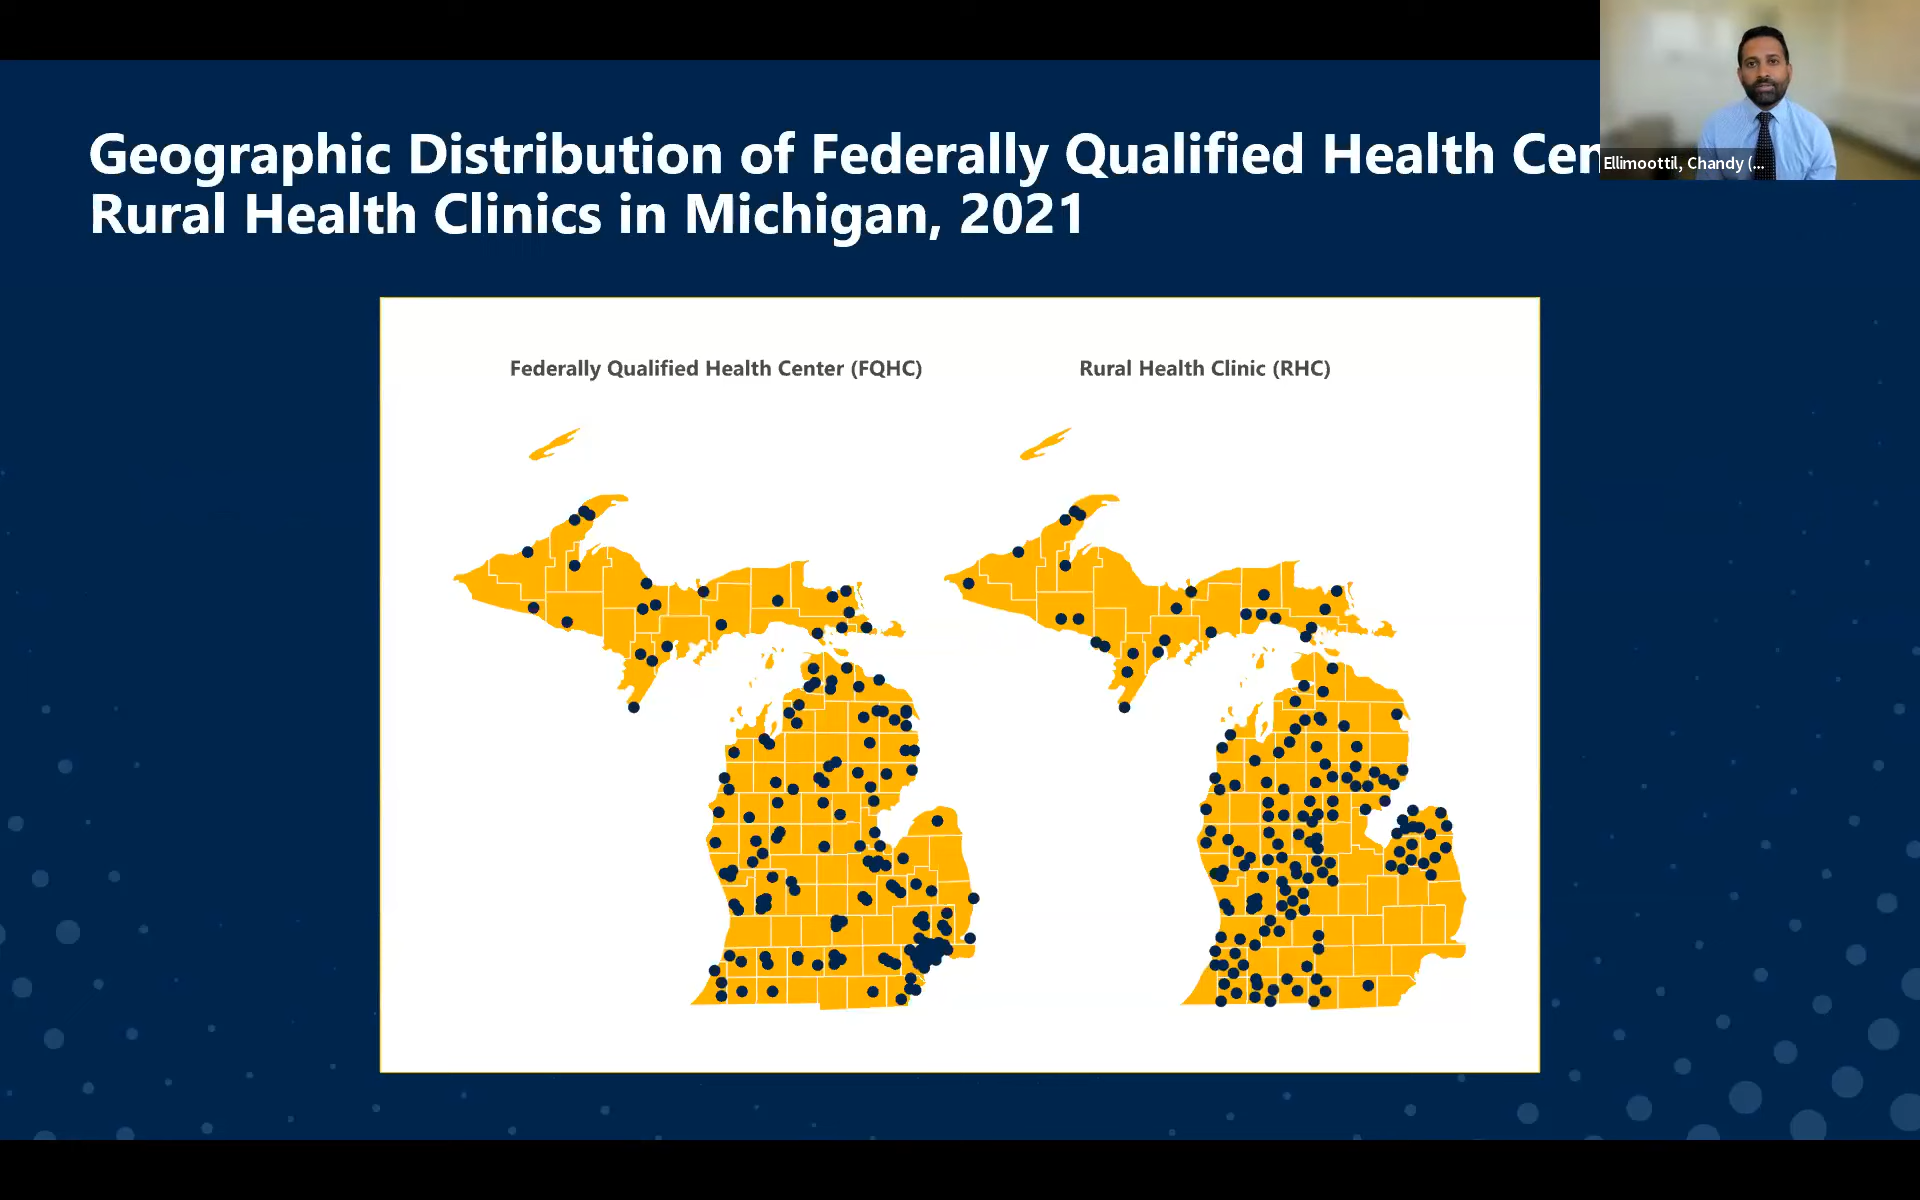 Geographic Distribution of Federally Qualified Health Cen
Rural Health Clinics in Michigan, 2021
Ellimoottil, Chandy (...
Federally Qualified Health Center (FQHC)
Rural Health Clinic (RHC)